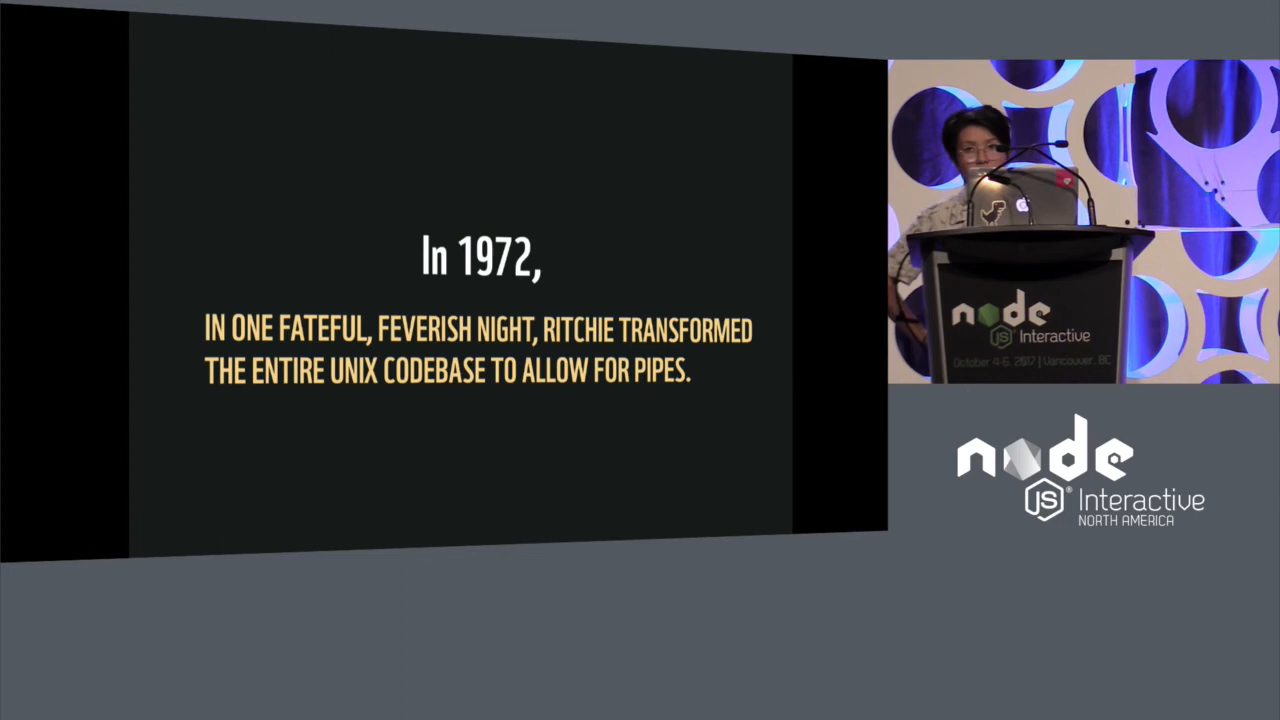 In 1972,
IN ONE FATEFUL, FEVERISH NIGHT, RITCHIE TRANSFORMED
THE ENTIRE UNIX CODEBASE TO ALLOW FOR PIPES.
node
JS Interactive
October 4-6, 2017 | Vancouver, BC
node
JS® Interactive
NORTH AMERICA